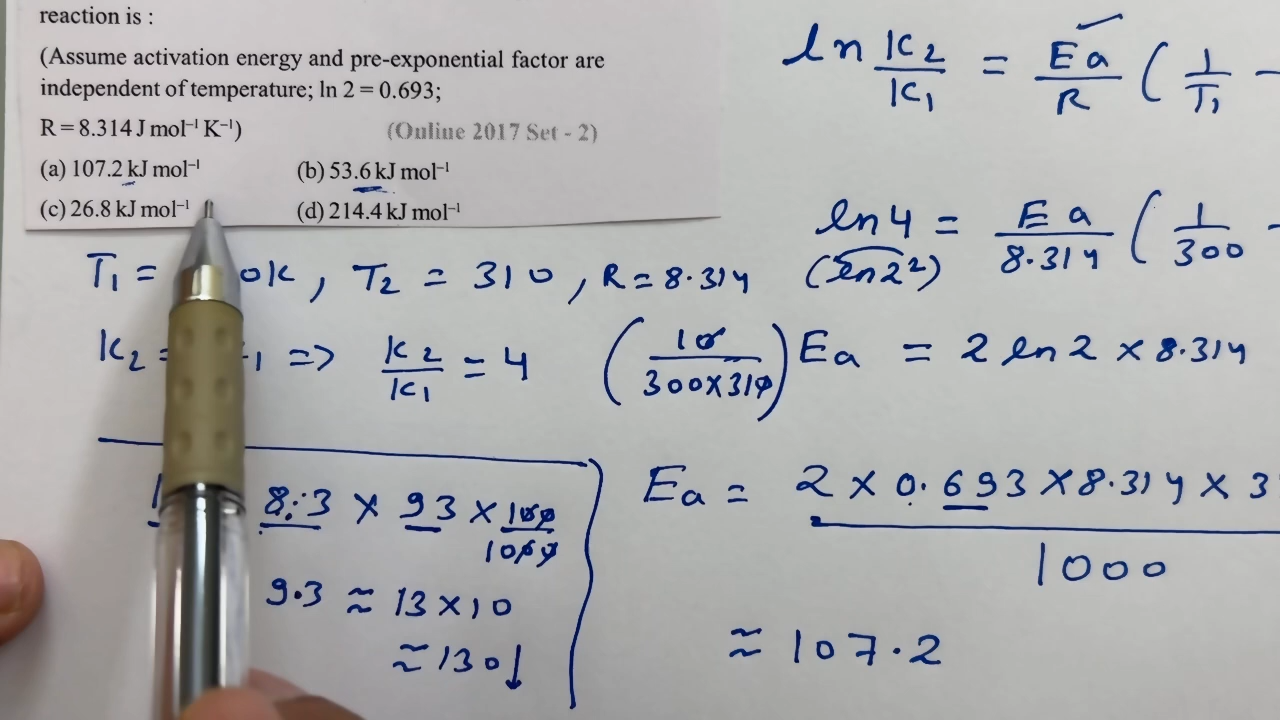 reaction is :
(Assume activation energy and pre-exponential factor are
independent of temperature; ln 2 = 0.693;
R = 8.314 J mol⁻¹ K⁻¹)
(Online 2017 Set - 2)
(a) 107.2 kJ mol⁻¹ (b) 53.6 kJ mol⁻¹
(c) 26.8 kJ mol⁻¹ (d) 214.4 kJ mol⁻¹
T₁ = 0K, T₂ = 310, R = 8.314
K₂ = 1 => K₂/K₁ = 4
8.3 × 93 × 100/1000
9.3 ≈ 13 × 10
≈ 130↓
ln K₂/K₁ = Ea/R ( 1/T₁ -
ln 4 = Ea/8.314 ( 1/300 -
(ln 2²)
( 10/300×310 ) Ea = 2 ln 2 × 8.314
Ea = 2 × 0.693 × 8.314 × 3
1000
≈ 107.2